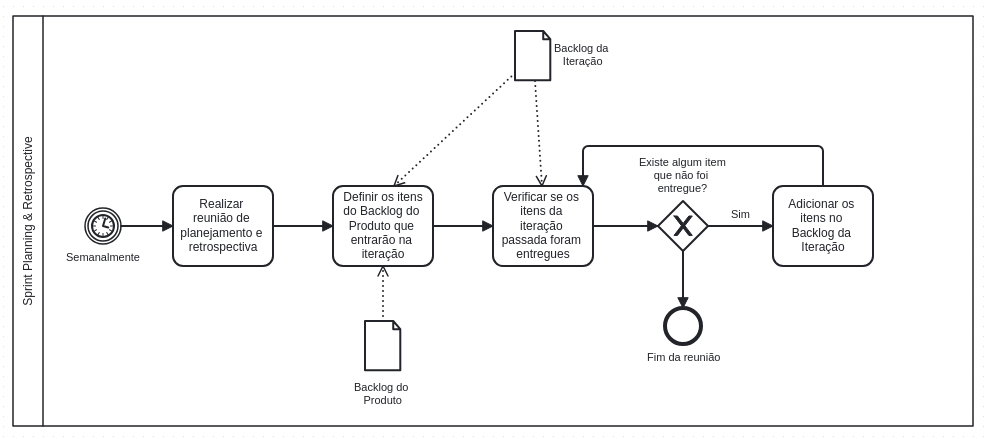 Sprint Planning & Retrospective
Semanalmente
Realizar
reunião de
planejamento e
retrospectiva
Definir os itens
do Backlog do
Produto que
entrarão na
iteração
Backlog do
Produto
Backlog da
Iteração
Verificar se os
itens da
iteração
passada foram
entregues
Existe algum item
que não foi
entregue?
Sim
Adicionar os
itens no
Backlog da
Iteração
Fim da reunião